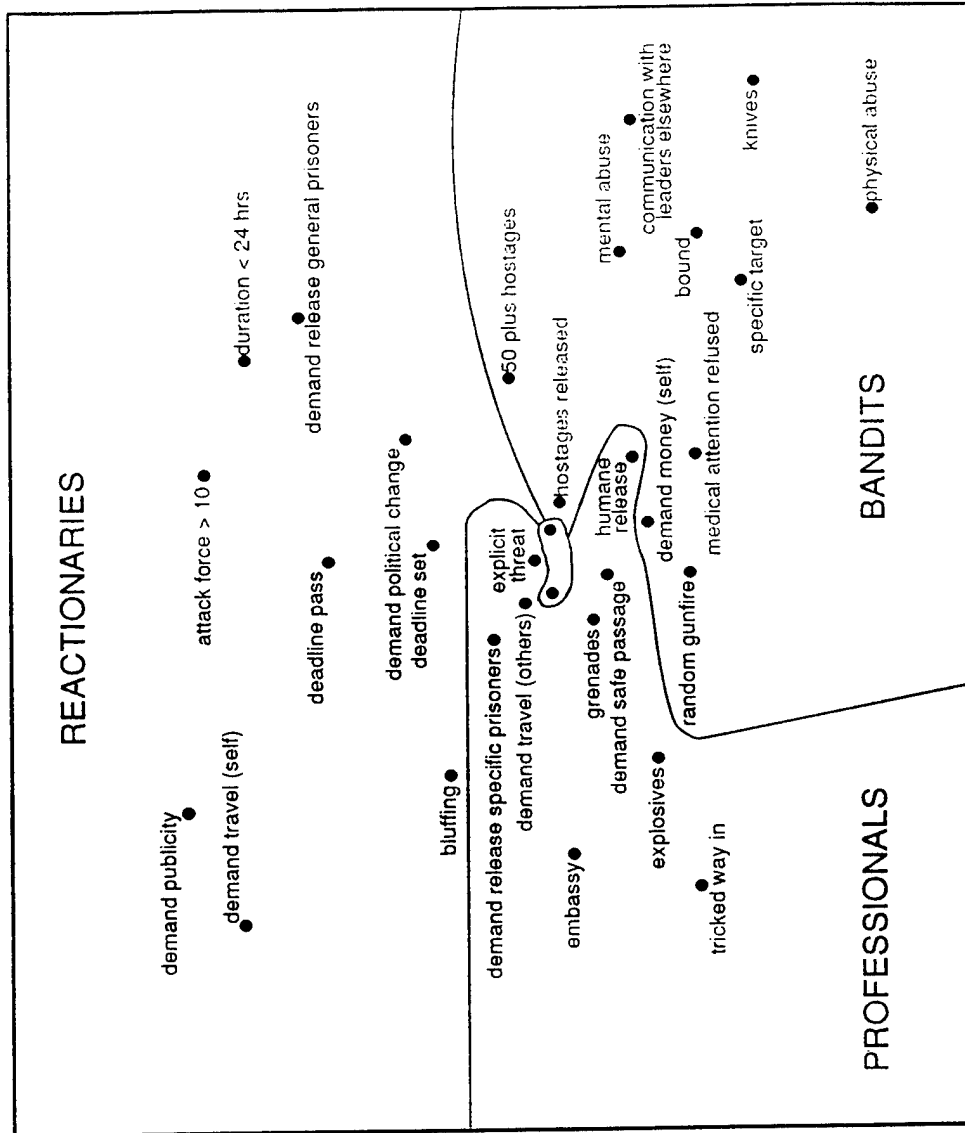 REACTIONARIES
demand publicity
demand travel (self)
attack force > 10
duration < 24 hrs
demand release general prisoners
deadline pass
demand political change
deadline set
bluffing
demand release specific prisoners
demand travel (others)
explicit
threat
50 plus hostages
hostages released
embassy
grenades
demand safe passage
humane
release
mental abuse
communication with
leaders elsewhere
explosives
demand money (self)
bound
tricked way in
random gunfire
medical attention refused
specific target
knives
physical abuse
PROFESSIONALS
BANDITS